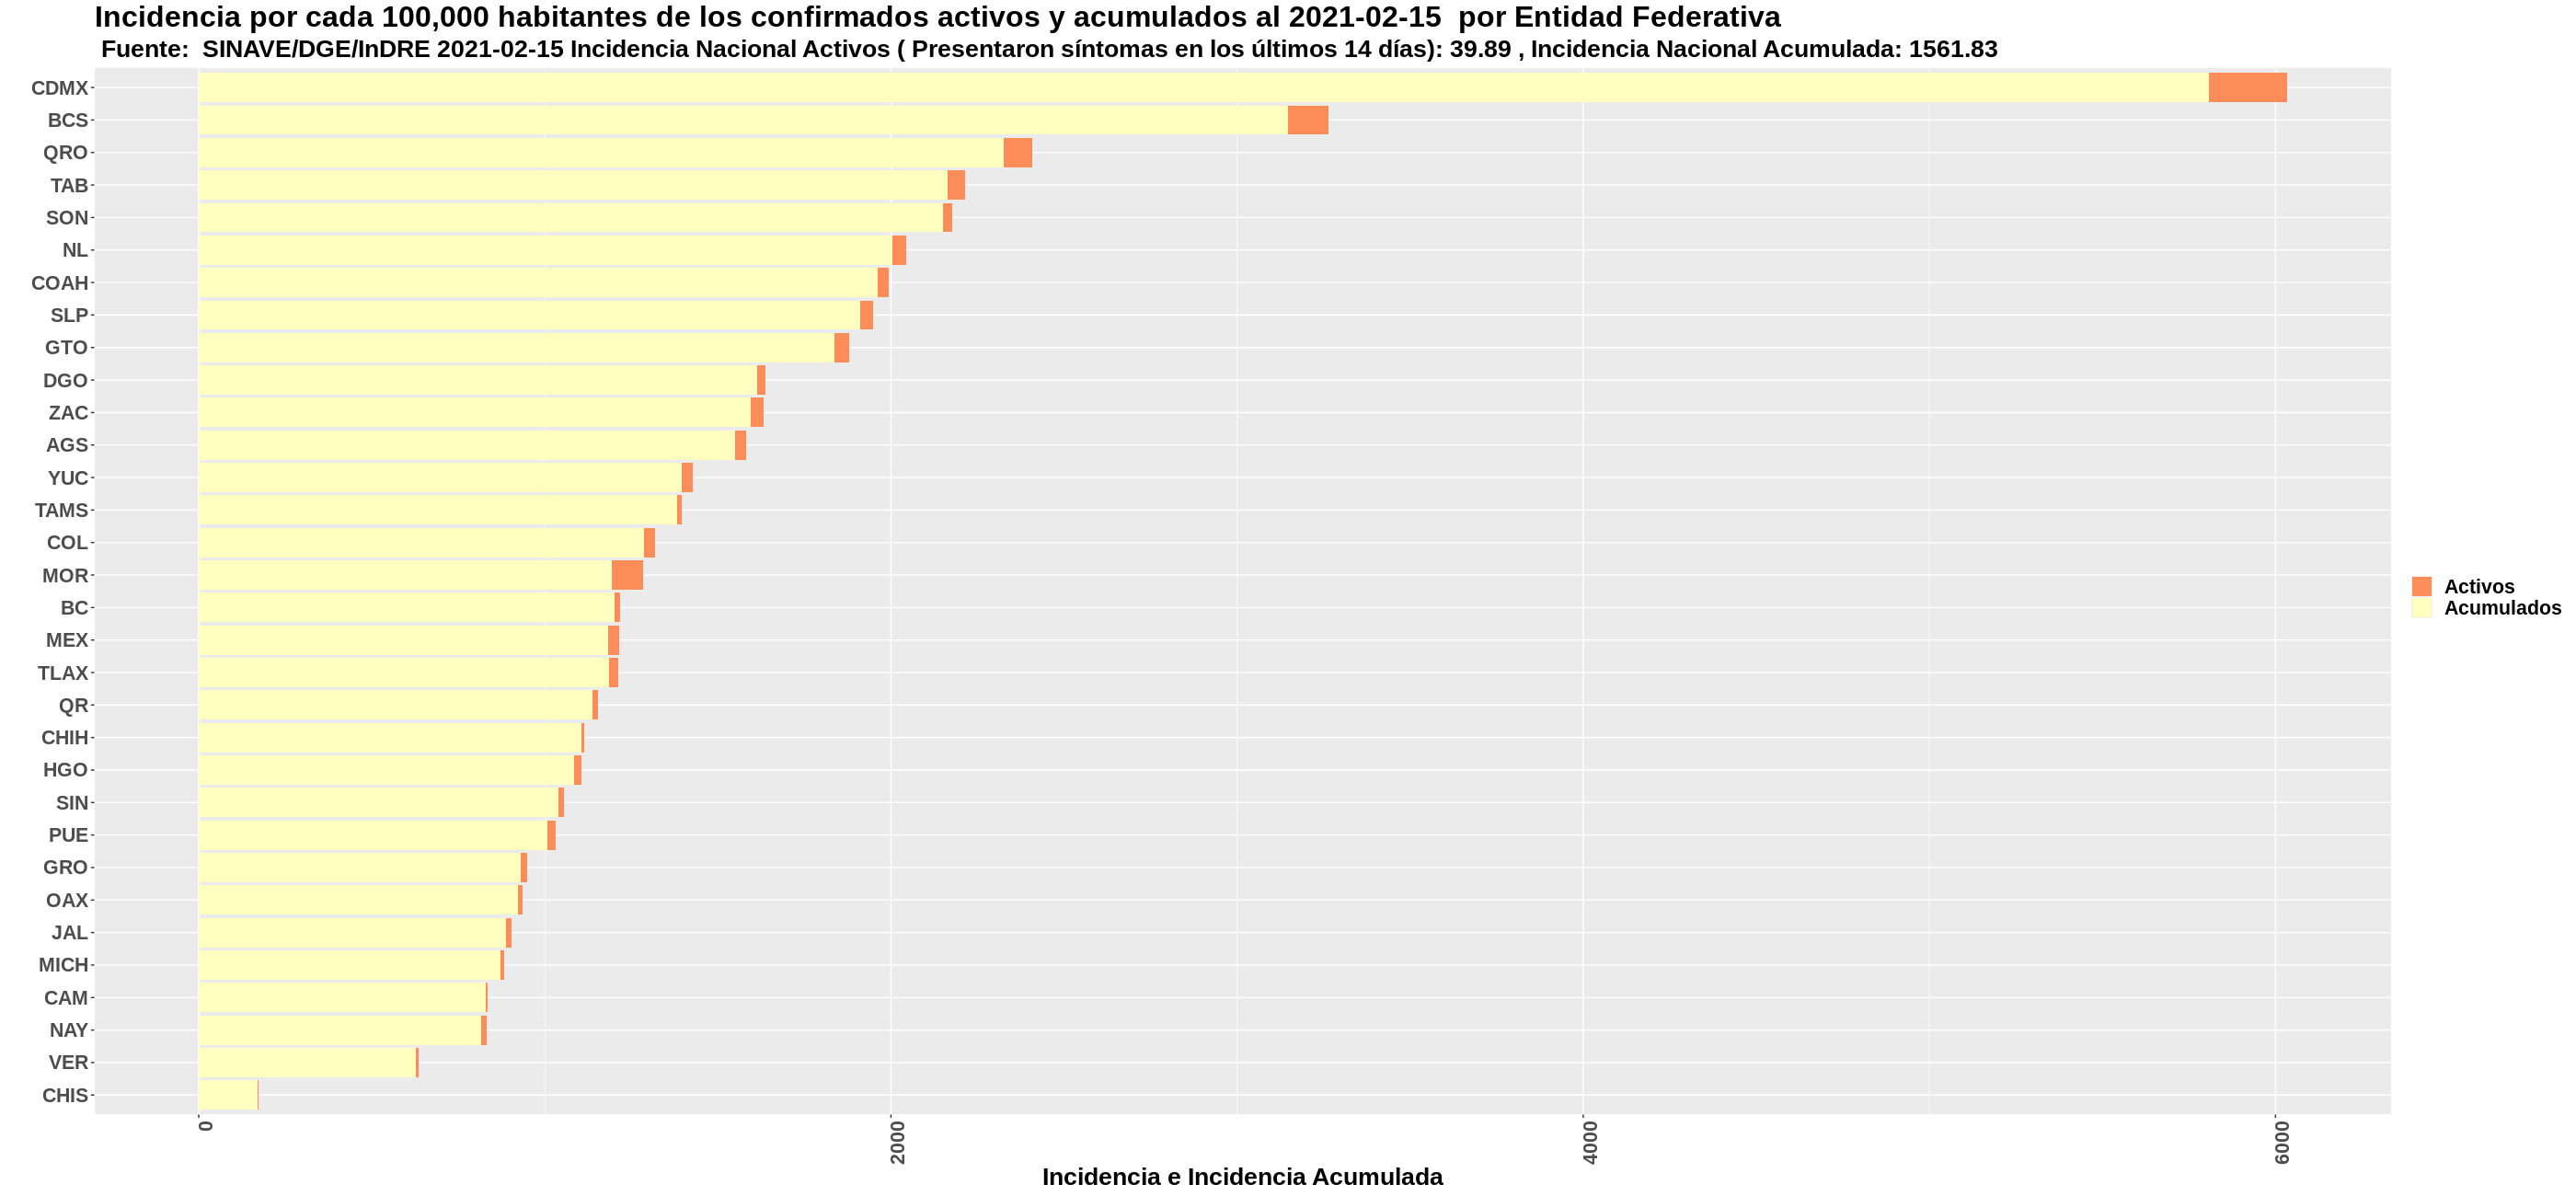 Incidencia por cada 100,000 habitantes de los confirmados activos y acumulados al 2021-02-15  por Entidad Federativa
Fuente:  SINAVE/DGE/InDRE 2021-02-15 Incidencia Nacional Activos ( Presentaron síntomas en los últimos 14 días): 39.89 , Incidencia Nacional Acumulada: 1561.83
CDMX
BCS
QRO
TAB
SON
NL
COAH
SLP
GTO
DGO
ZAC
AGS
YUC
TAMS
COL
MOR
BC
MEX
TLAX
QR
CHIH
HGO
SIN
PUE
GRO
OAX
JAL
MICH
CAM
NAY
VER
CHIS
0
2000
4000
6000
Incidencia e Incidencia Acumulada
Activos
Acumulados